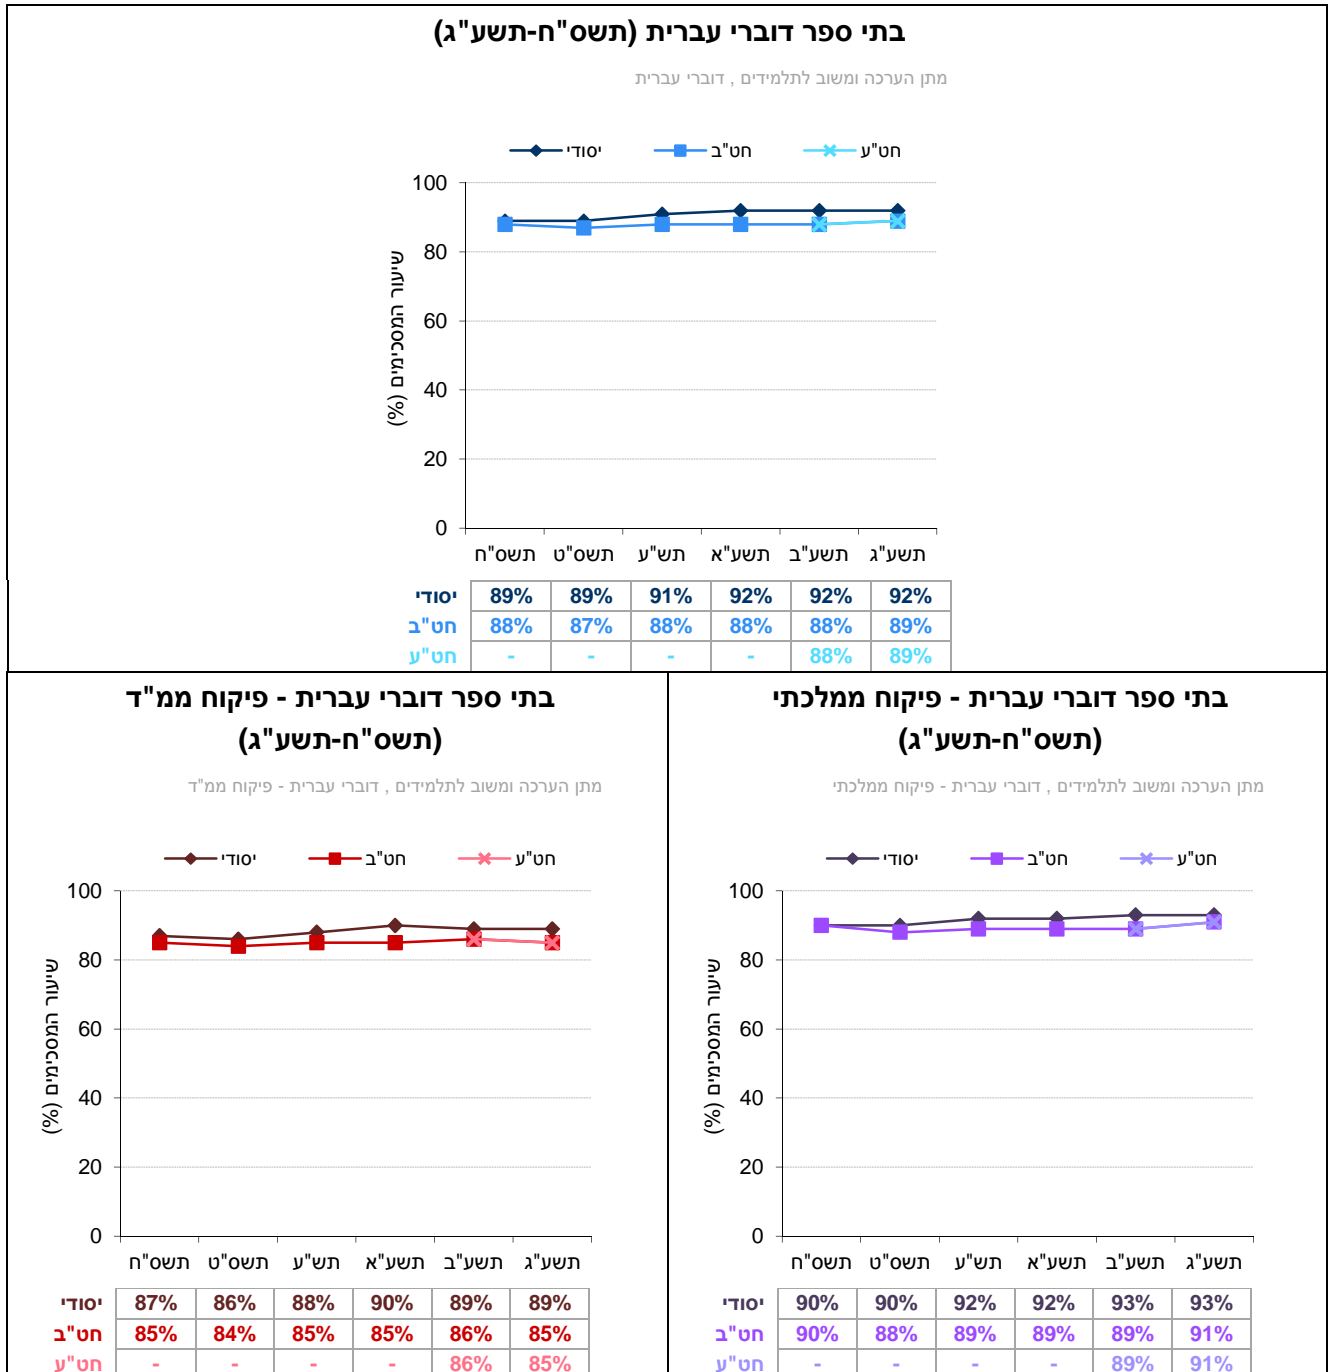 בתי ספר דוברי עברית (תשס"ח-תשע"ג)
מתן הערכה ומשוב לתלמידים , דוברי עברית
יסודי חט"ב חט"ע
שיעור המסכימים (%)
100
80
60
40
20
0
תשס"ח תשס"ט תש"ע תשע"א תשע"ב תשע"ג
יסודי 89% 89% 91% 92% 92% 92%
חט"ב 88% 87% 88% 88% 88% 89%
חט"ע - - - - 88% 89%
בתי ספר דוברי עברית - פיקוח ממלכתי
(תשס"ח-תשע"ג)
מתן הערכה ומשוב לתלמידים , דוברי עברית - פיקוח ממלכתי
יסודי חט"ב חט"ע
שיעור המסכימים (%)
100
80
60
40
20
0
תשס"ח תשס"ט תש"ע תשע"א תשע"ב תשע"ג
יסודי 90% 90% 92% 92% 93% 93%
חט"ב 90% 88% 89% 89% 89% 91%
חט"ע - - - - 89% 91%
בתי ספר דוברי עברית - פיקוח ממ"ד
(תשס"ח-תשע"ג)
מתן הערכה ומשוב לתלמידים , דוברי עברית - פיקוח ממ"ד
יסודי חט"ב חט"ע
שיעור המסכימים (%)
100
80
60
40
20
0
תשס"ח תשס"ט תש"ע תשע"א תשע"ב תשע"ג
יסודי 87% 86% 88% 90% 89% 89%
חט"ב 85% 84% 85% 85% 86% 85%
חט"ע - - - - 86% 85%